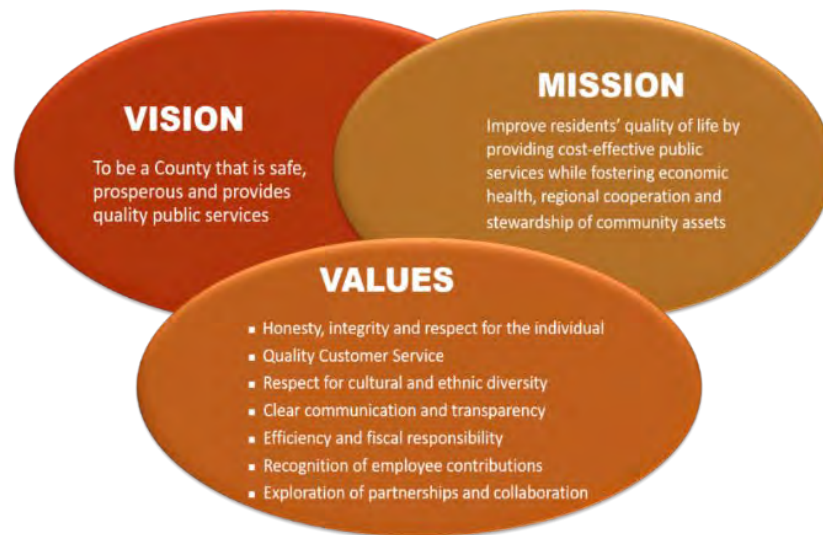 VISION
To be a County that is safe,
prosperous and provides
quality public services
MISSION
Improve residents’ quality of life by
providing cost-effective public
services while fostering economic
health, regional cooperation and
stewardship of community assets
VALUES
▪ Honesty, integrity and respect for the individual
▪ Quality Customer Service
▪ Respect for cultural and ethnic diversity
▪ Clear communication and transparency
▪ Efficiency and fiscal responsibility
▪ Recognition of employee contributions
▪ Exploration of partnerships and collaboration